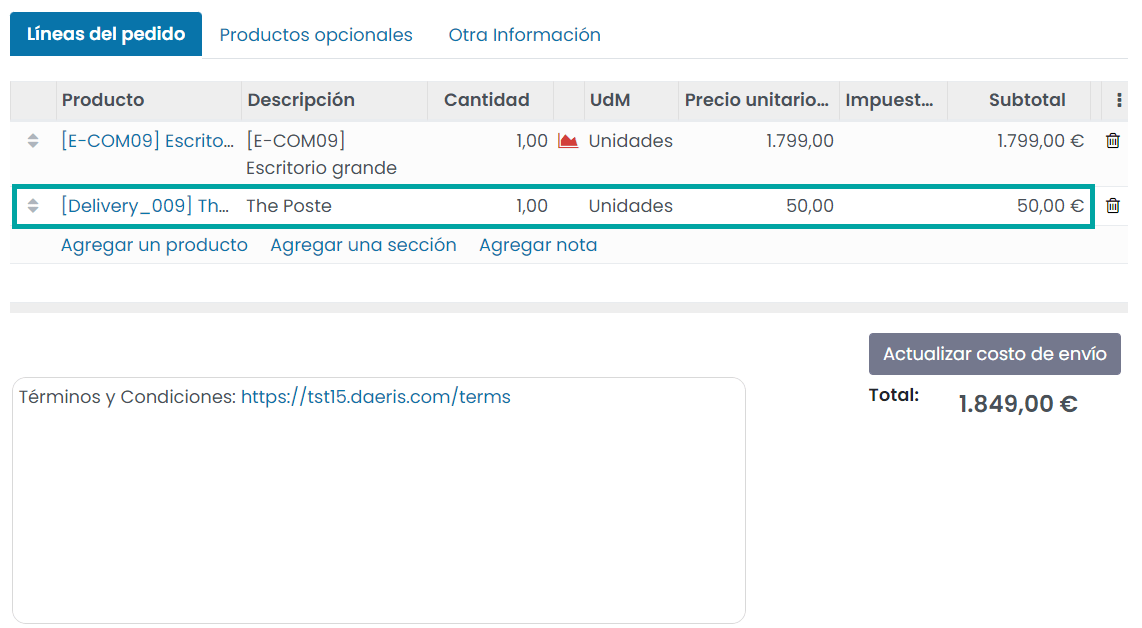 Líneas del pedido Productos opcionales Otra Información
Producto Descripción Cantidad UdM Precio unitario... Impuest... Subtotal
[E-COM09] Escrito... [E-COM09] 1,00 Unidades 1.799,00 1.799,00 €
Escritorio grande
[Delivery_009] Th... The Poste 1,00 Unidades 50,00 50,00 €
Agregar un producto Agregar una sección Agregar nota
Actualizar costo de envío
Términos y Condiciones: https://tst15.daeris.com/terms
Total: 1.849,00 €